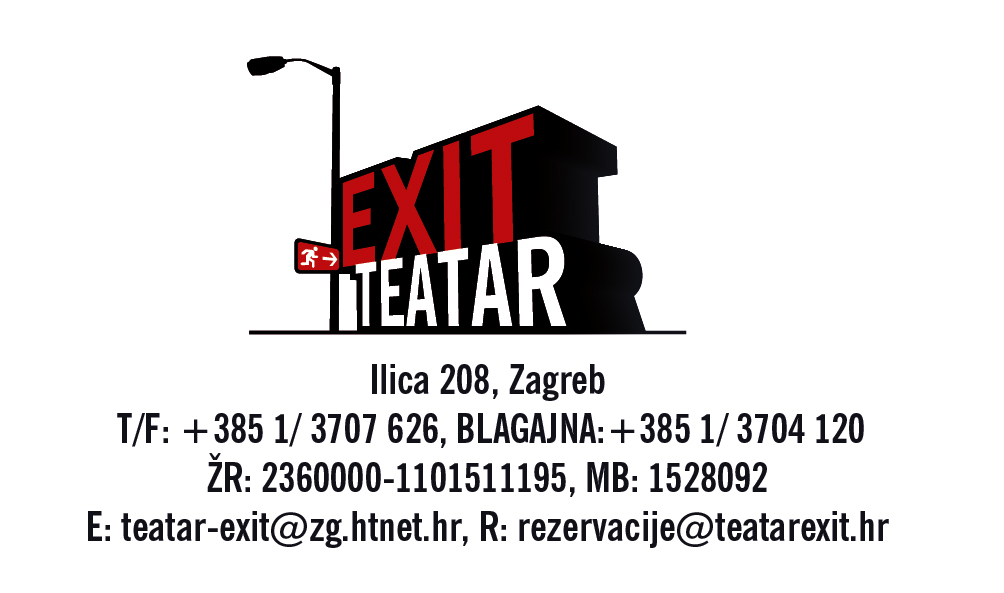 EXIT
TEATAR
Ilica 208, Zagreb
T/F: +385 1/ 3707 626, BLAGAJNA:+385 1/ 3704 120
ŽR: 2360000-1101511195, MB: 1528092
E: teatar-exit@zg.htnet.hr, R: rezervacije@teatarexit.hr